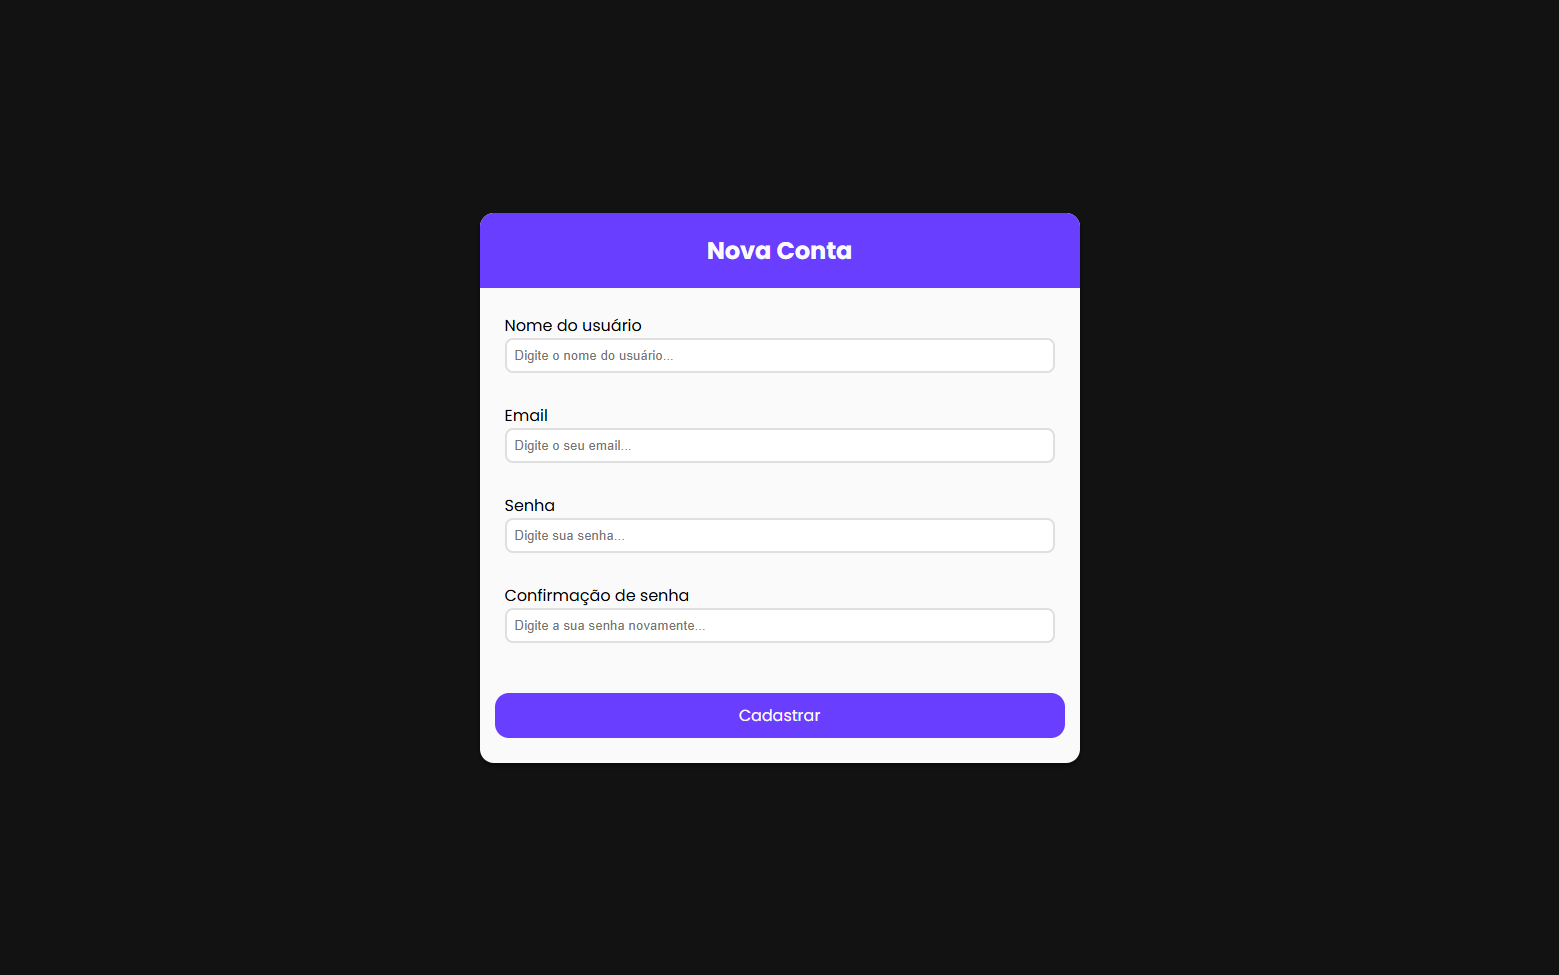 Nova Conta
Nome do usuário
Digite o nome do usuário...
Email
Digite o seu email...
Senha
Digite sua senha...
Confirmação de senha
Digite a sua senha novamente...
Cadastrar